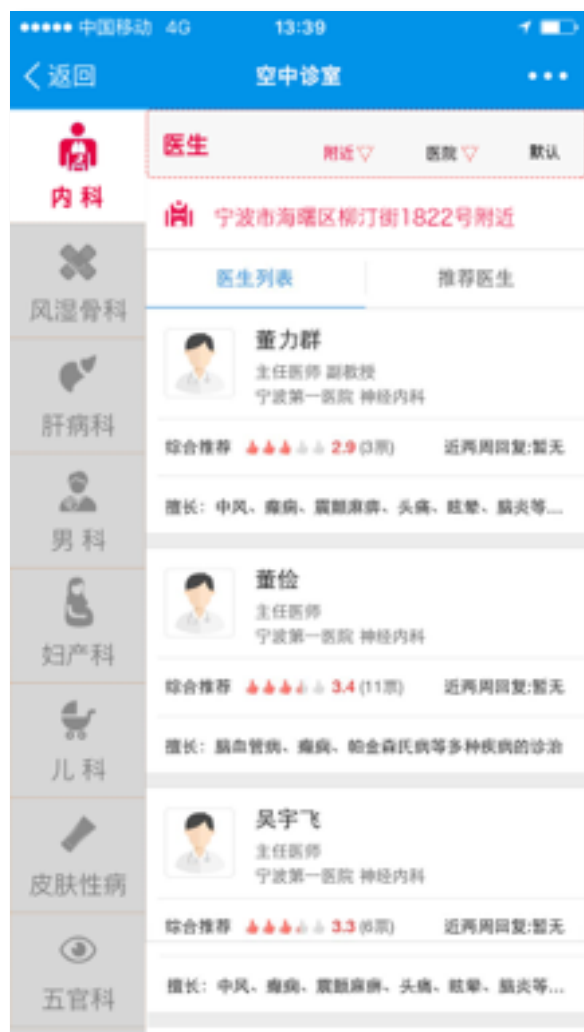 中国移动 4G 13:39
返回 空中诊室
医生 附近 医院 默认
宁波市海曙区柳汀街1822号附近
医生列表 推荐医生
内科
风湿骨科
肝病科
男科
妇产科
儿科
皮肤性病
五官科
董力群
主任医师 副教授
宁波第一医院 神经内科
综合推荐 2.9 (3票) 近两周回复:暂无
擅长：中风、癫痫、震颤麻痹、头痛、眩晕、脑炎等...
董俭
主任医师
宁波第一医院 神经内科
综合推荐 3.4 (11票) 近两周回复:暂无
擅长：脑血管病、癫痫、帕金森氏病等多种疾病的诊治
吴宇飞
主任医师
宁波第一医院 神经内科
综合推荐 3.3 (6票) 近两周回复:暂无
擅长：中风、癫痫、震颤麻痹、头痛、眩晕、脑炎等...